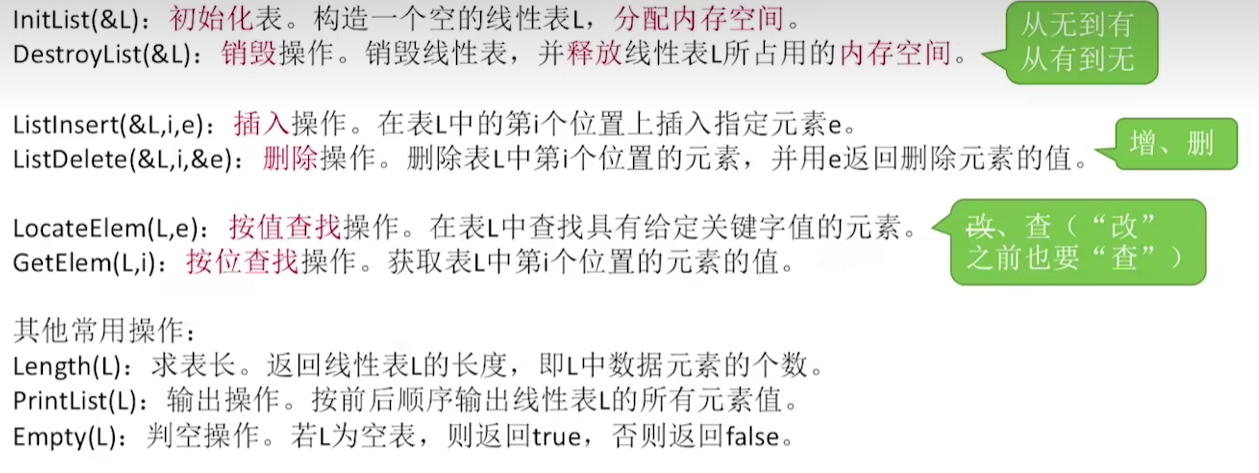 InitList(&L)：初始化表。构造一个空的线性表L，分配内存空间。
DestroyList(&L)：销毁操作。销毁线性表，并释放线性表L所占用的内存空间。
从无到有
从有到无
ListInsert(&L,i,e)：插入操作。在表L中的第i个位置上插入指定元素e。
ListDelete(&L,i,&e)：删除操作。删除表L中第i个位置的元素，并用e返回删除元素的值。
增、删
LocateElem(L,e)：按值查找操作。在表L中查找具有给定关键字值的元素。
GetElem(L,i)：按位查找操作。获取表L中第i个位置的元素的值。
改、查（“改”
之前也要“查”）
其他常用操作：
Length(L)：求表长。返回线性表L的长度，即L中数据元素的个数。
PrintList(L)：输出操作。按前后顺序输出线性表L的所有元素值。
Empty(L)：判空操作。若L为空表，则返回true，否则返回false。